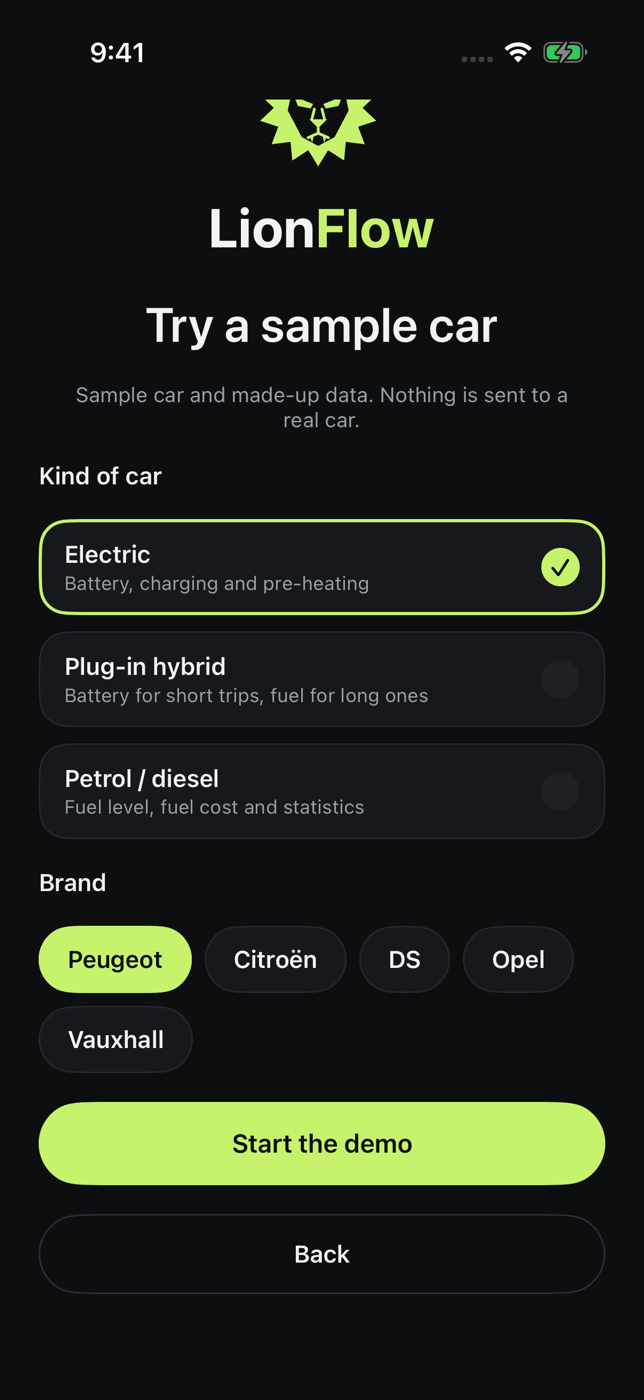 9:41
LionFlow
Try a sample car
Sample car and made-up data. Nothing is sent to a
real car.
Kind of car
Electric
Battery, charging and pre-heating
Plug-in hybrid
Battery for short trips, fuel for long ones
Petrol / diesel
Fuel level, fuel cost and statistics
Brand
Peugeot Citroën DS Opel
Vauxhall
Start the demo
Back